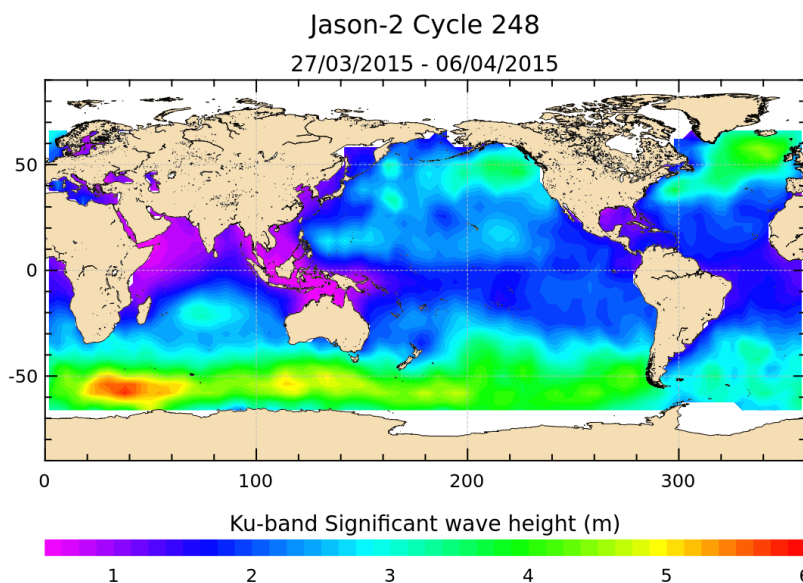 Jason-2 Cycle 248
27/03/2015 - 06/04/2015
50
0
-50
0 100 200 300
Ku-band Significant wave height (m)
1 2 3 4 5 6